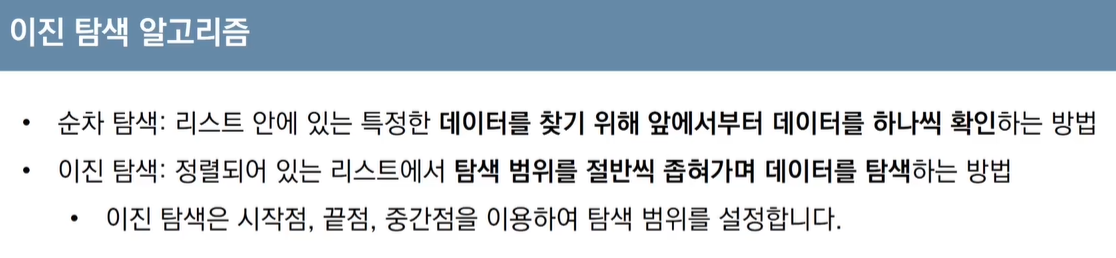 이진 탐색 알고리즘
• 순차 탐색: 리스트 안에 있는 특정한 데이터를 찾기 위해 앞에서부터 데이터를 하나씩 확인하는 방법
• 이진 탐색: 정렬되어 있는 리스트에서 탐색 범위를 절반씩 좁혀가며 데이터를 탐색하는 방법
• 이진 탐색은 시작점, 끝점, 중간점을 이용하여 탐색 범위를 설정합니다.